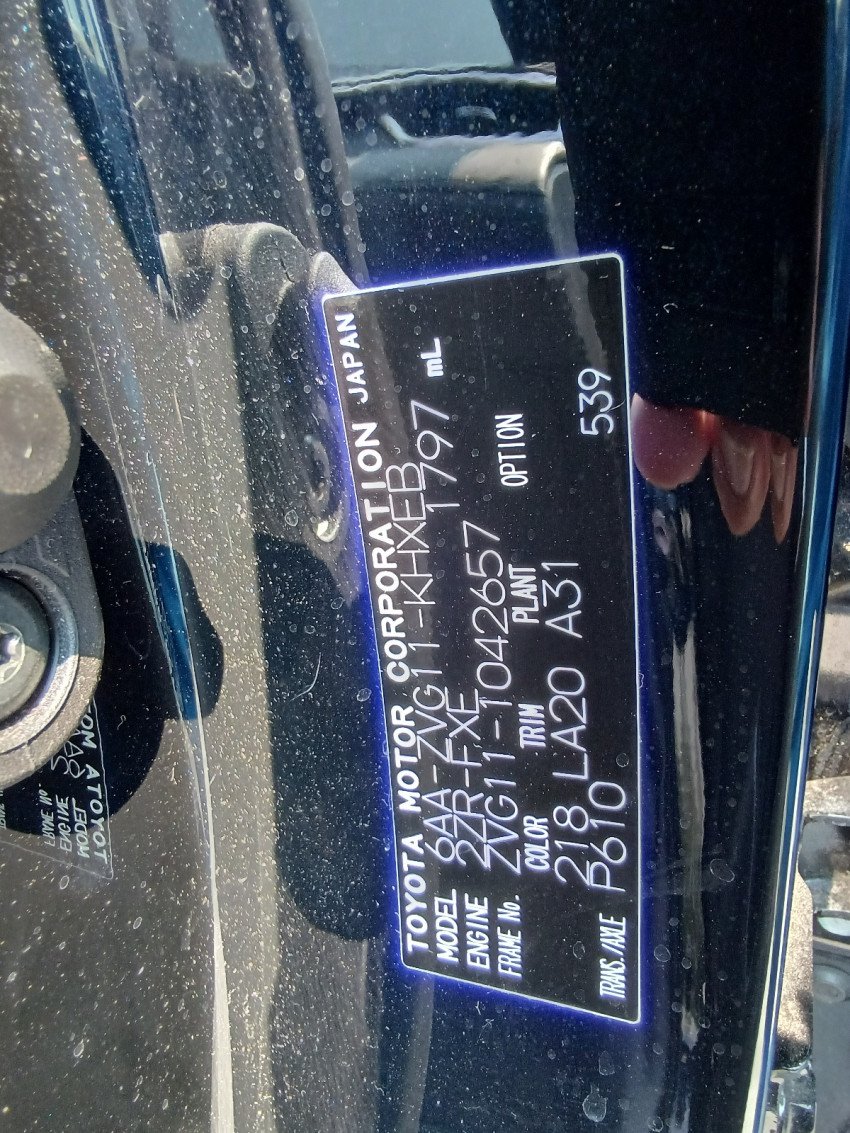 TOYOTA MOTOR CORPORATION JAPAN
MODEL 6AA-ZVG11-KHXEB
ENGINE 2ZR-FXE 1797 mL
FRAME No. ZVG11-1042657
COLOR TRIM PLANT OPTION
218 LA20 A31
TRANS./AXLE P610 539